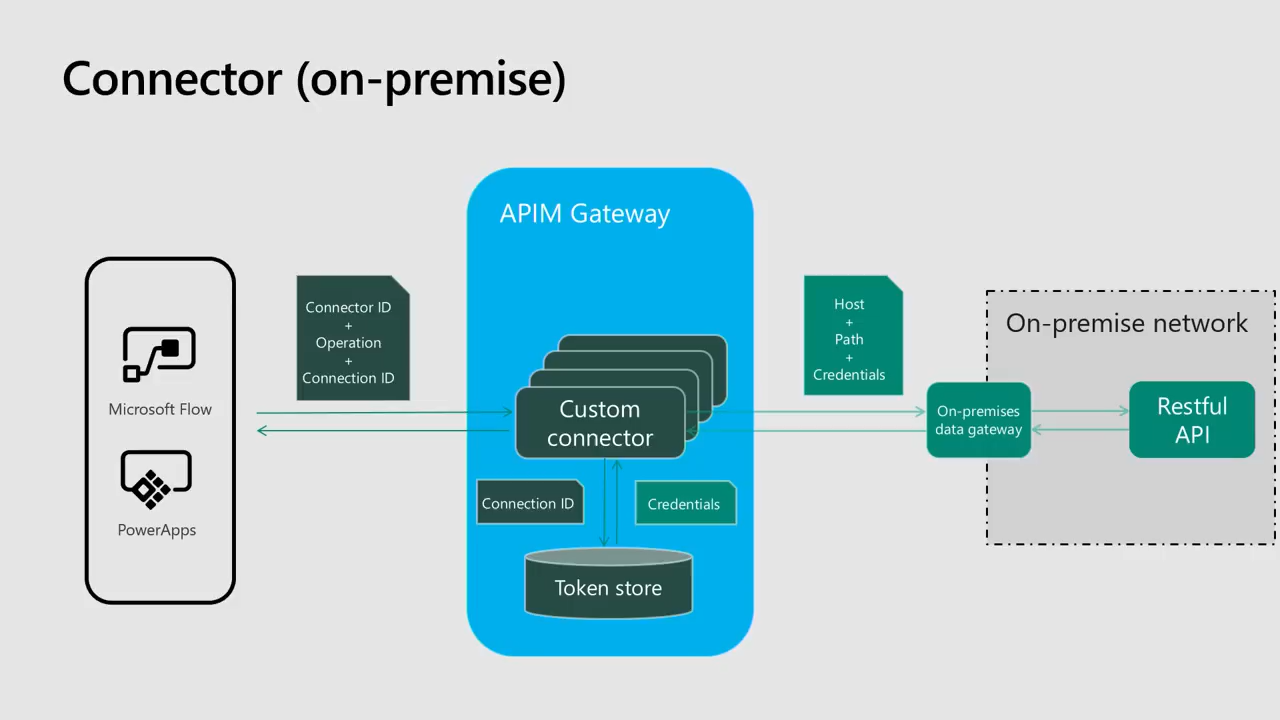 Connector (on-premise)
APIM Gateway
Microsoft Flow
PowerApps
Connector ID
+
Operation
+
Connection ID
Custom
connector
Connection ID
Credentials
Token store
Host
+
Path
+
Credentials
On-premise network
On-premises
data gateway
Restful
API